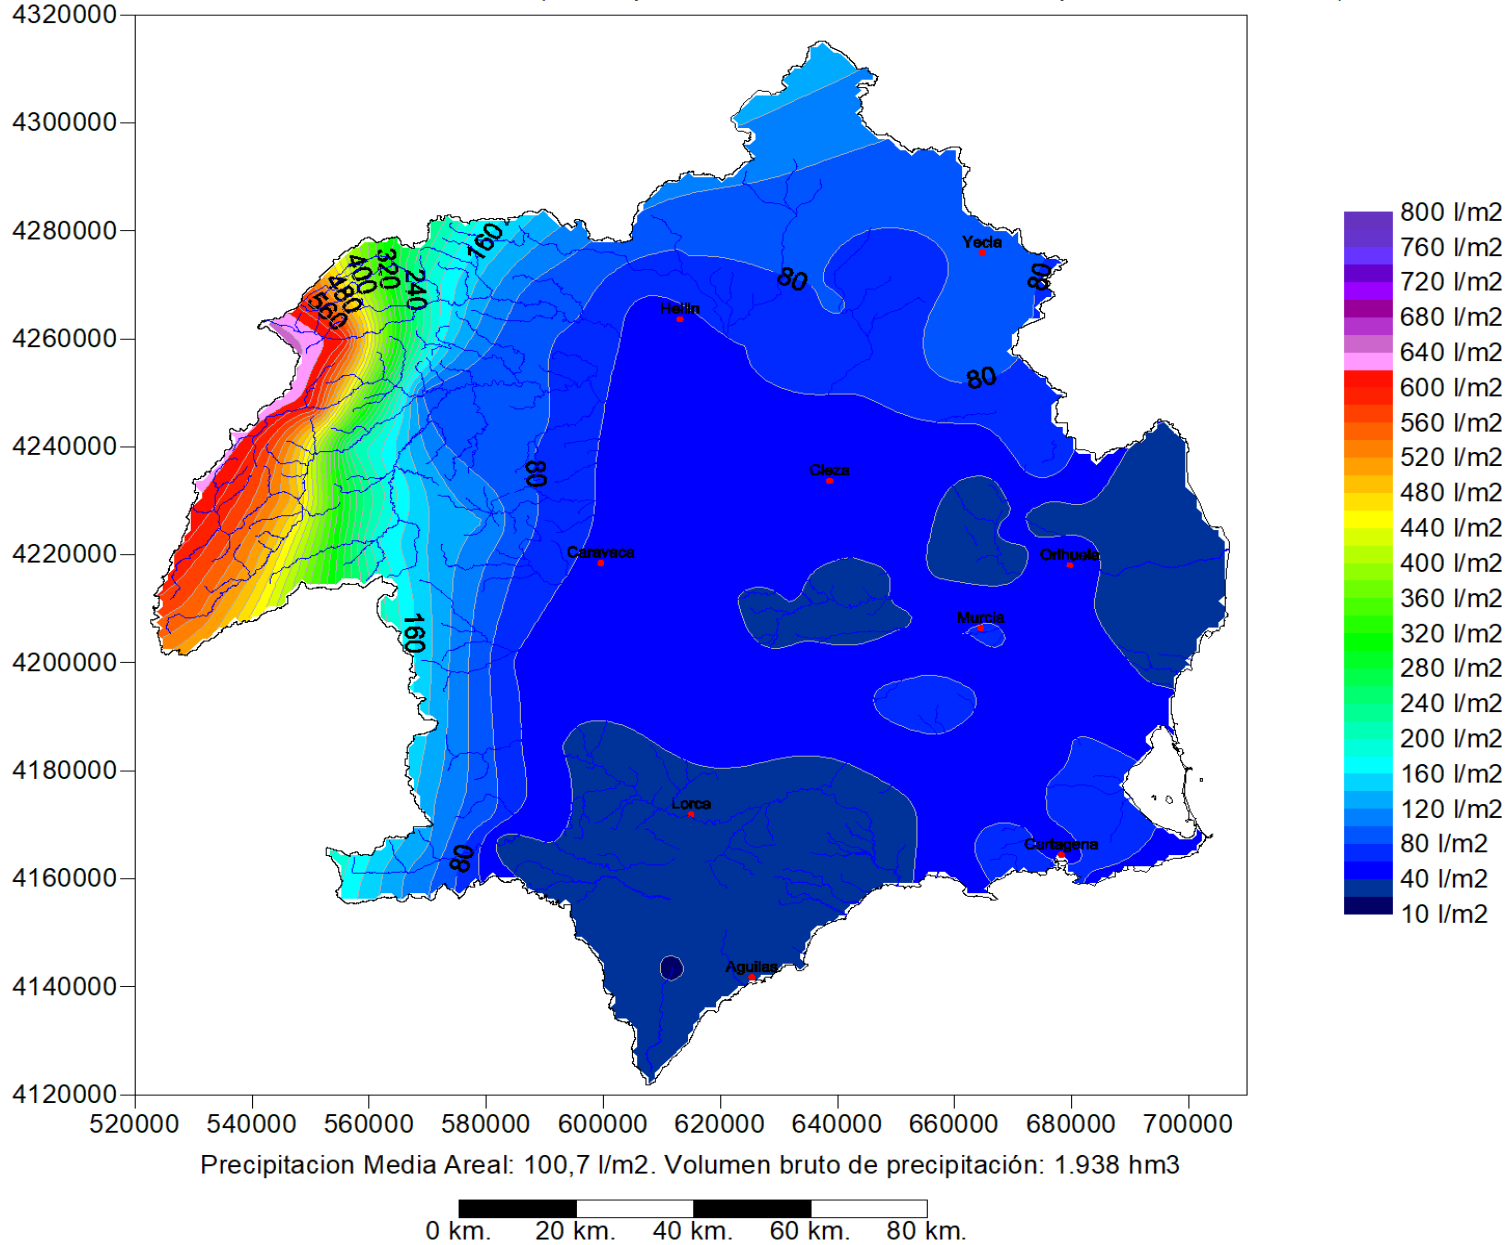 4320000
4300000
4280000
4260000
4240000
4220000
4200000
4180000
4160000
4140000
4120000
520000 540000 560000 580000 600000 620000 640000 660000 680000 700000
160
320
400
240
480
560
80
80
80
80
160
80
Yecla
Hellin
Cieza
Caravaca
Orihuela
Murcia
Lorca
Cartagena
Aguilas
800 l/m2
760 l/m2
720 l/m2
680 l/m2
640 l/m2
600 l/m2
560 l/m2
520 l/m2
480 l/m2
440 l/m2
400 l/m2
360 l/m2
320 l/m2
280 l/m2
240 l/m2
200 l/m2
160 l/m2
120 l/m2
80 l/m2
40 l/m2
10 l/m2
Precipitacion Media Areal: 100,7 l/m2. Volumen bruto de precipitación: 1.938 hm3
0 km. 20 km. 40 km. 60 km. 80 km.